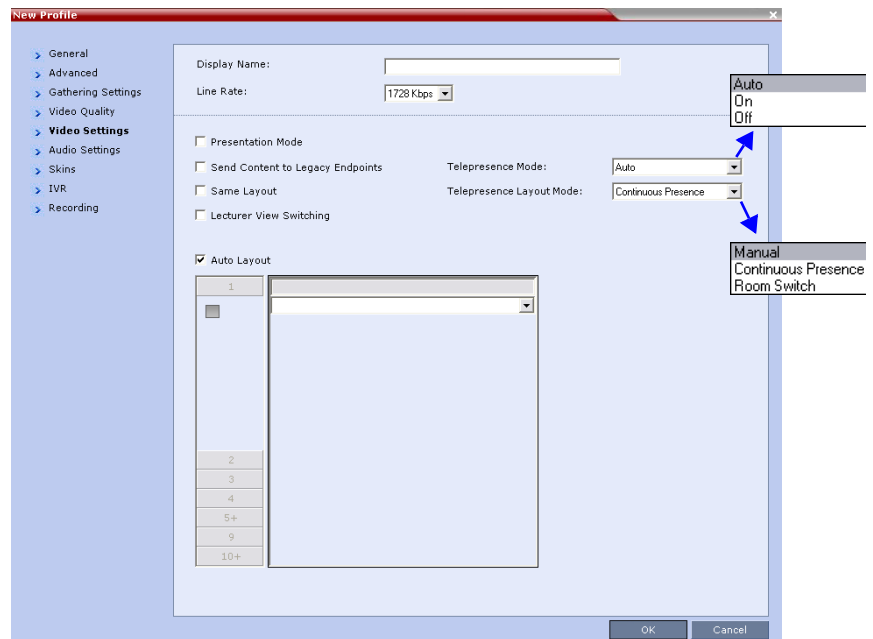 New Profile
x
General
Advanced
Gathering Settings
Video Quality
Video Settings
Audio Settings
Skins
IVR
Recording
Display Name:
Line Rate: 1728 Kbps
Presentation Mode
Send Content to Legacy Endpoints
Same Layout
Lecturer View Switching
Telepresence Mode: Auto
Telepresence Layout Mode: Continuous Presence
Auto
On
Off
Manual
Continuous Presence
Room Switch
Auto Layout
1
2
3
4
5+
9
10+
OK Cancel